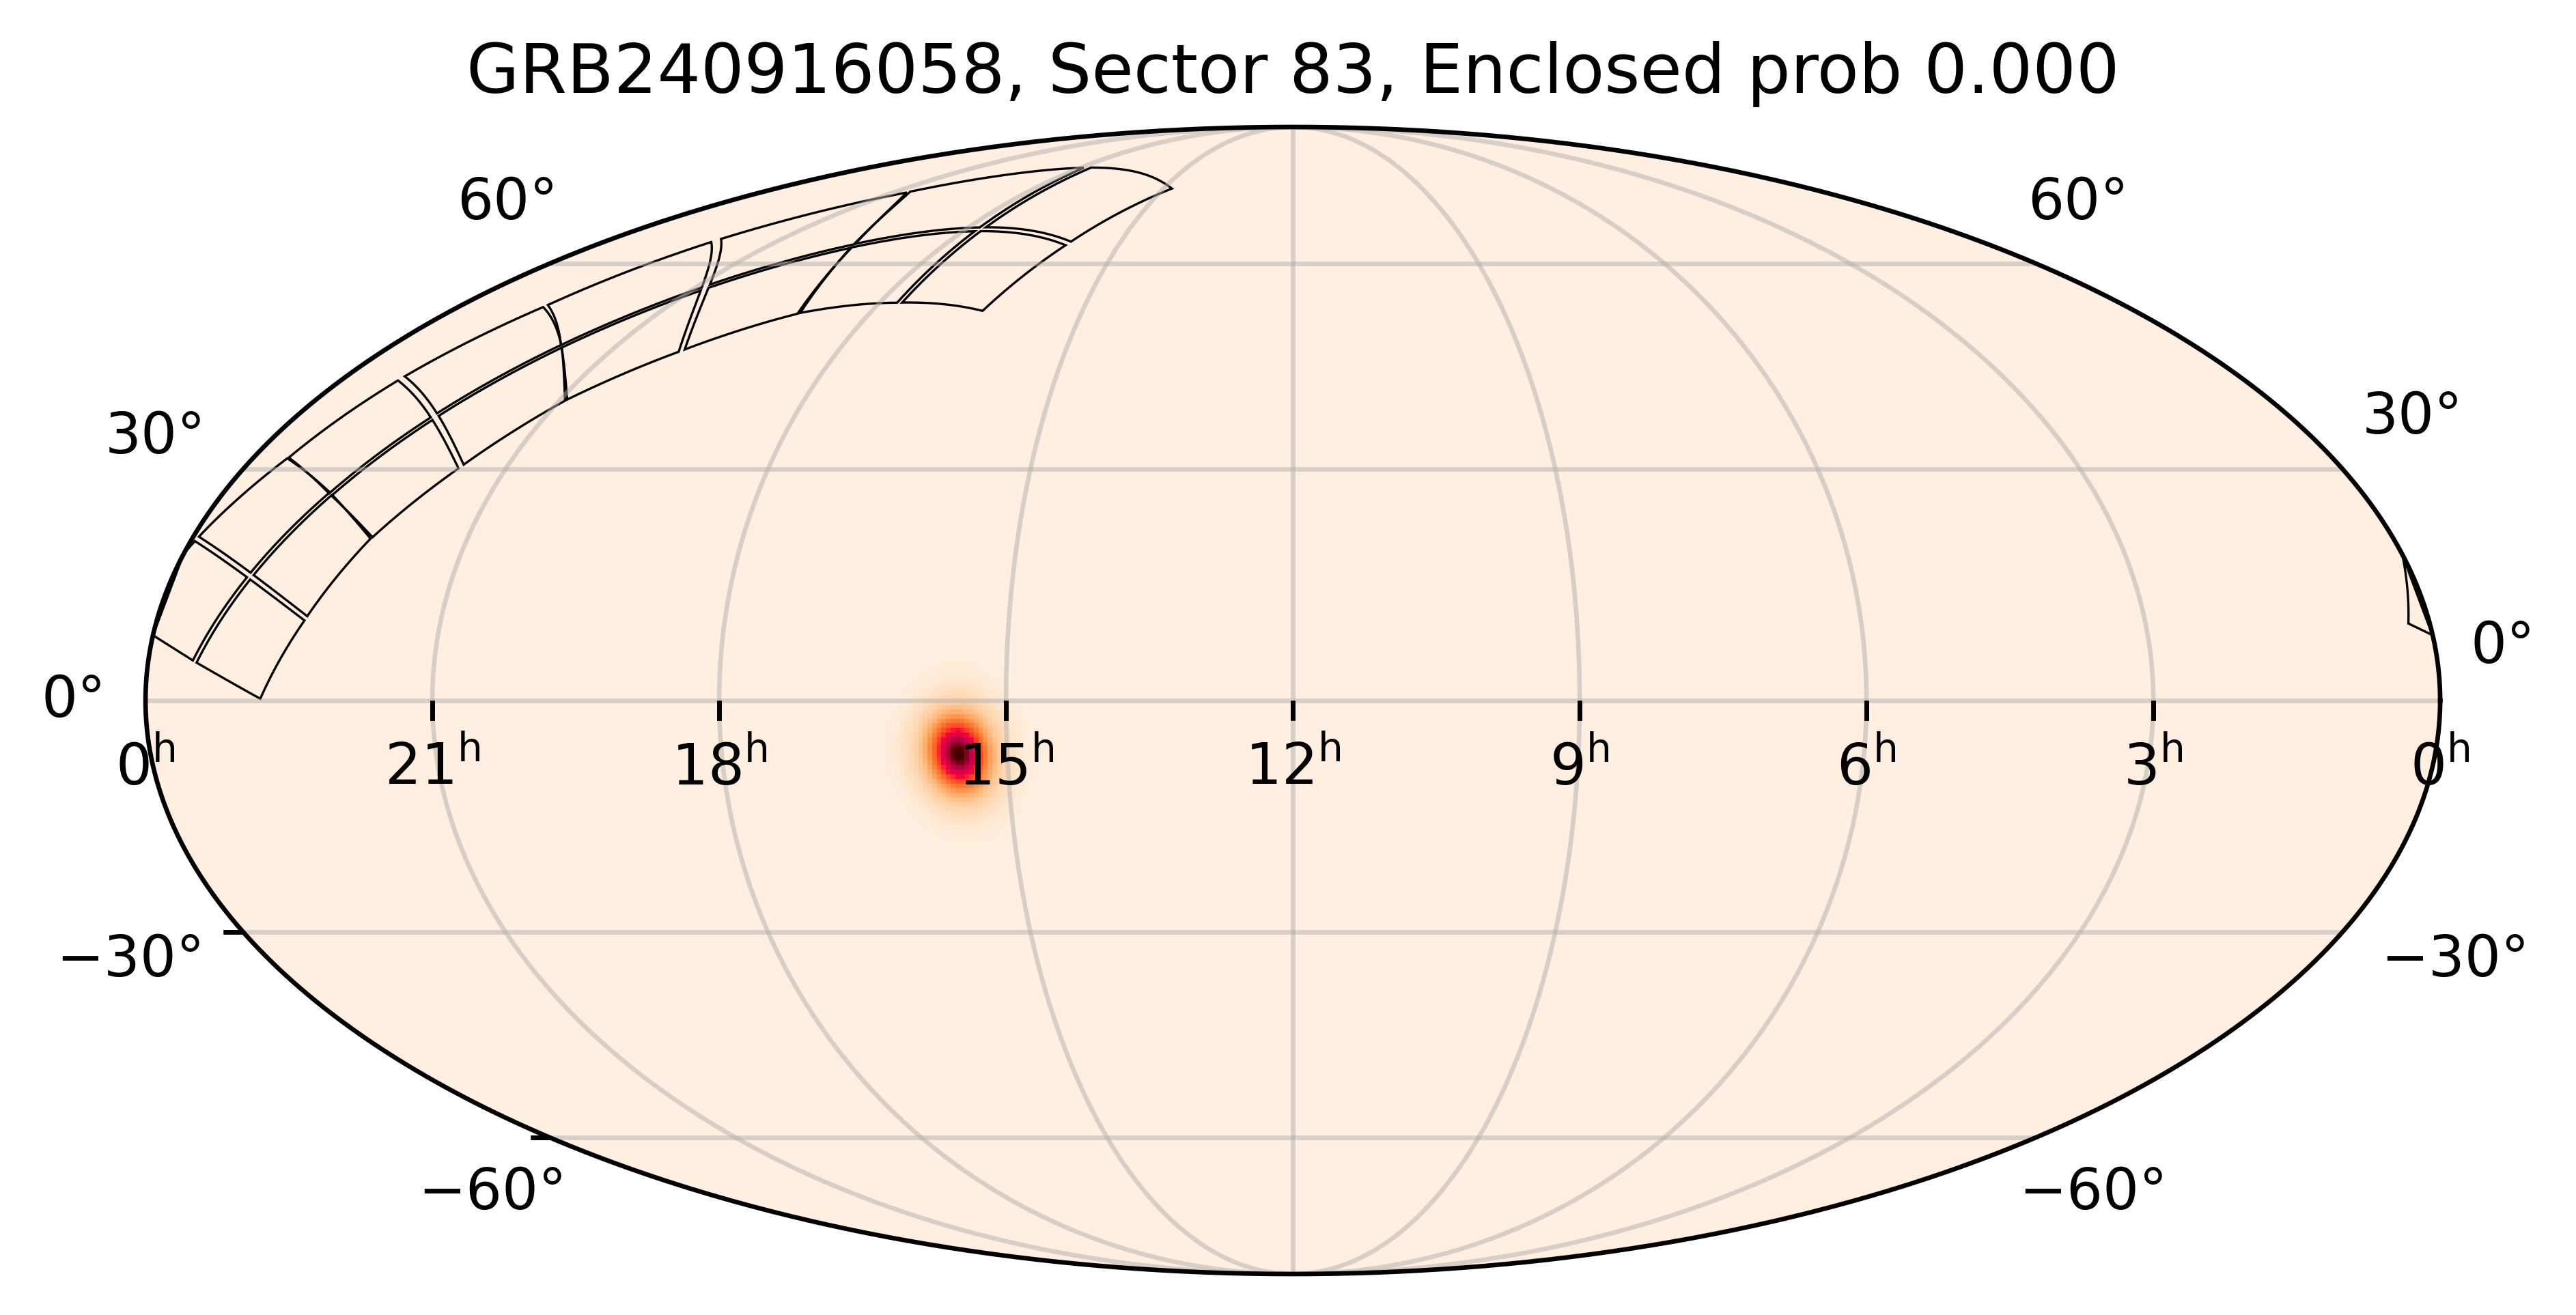 GRB240916058, Sector 83, Enclosed prob 0.000
60° 60°
30° 30°
0° 0°
0h 21h 18h 15h 12h 9h 6h 3h 0h
−30° −30°
−60° −60°